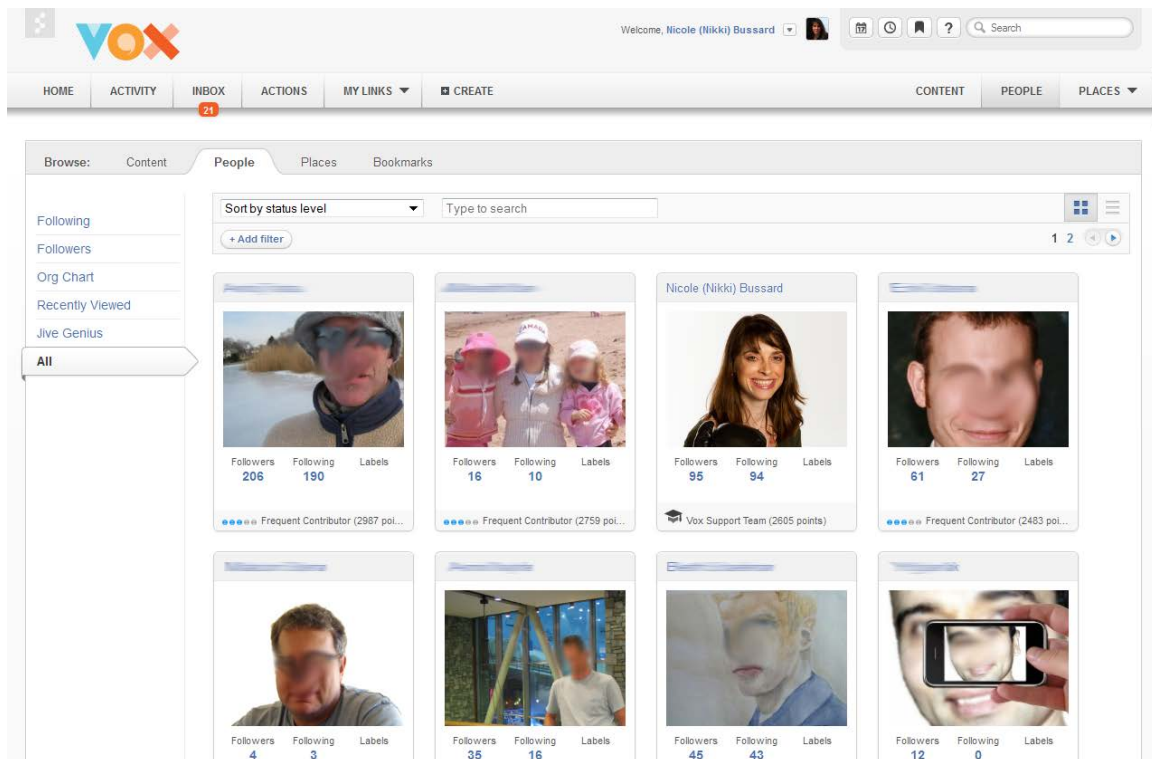 VOX
Welcome, Nicole (Nikki) Bussard
12
?
Search
HOME ACTIVITY INBOX ACTIONS MY LINKS CREATE CONTENT PEOPLE PLACES
21
Browse: Content People Places Bookmarks
Following
Followers
Org Chart
Recently Viewed
Jive Genius
All
Sort by status level Type to search
+ Add filter 1 2
Nicole (Nikki) Bussard
CANADA
Followers Following Labels Followers Following Labels Followers Following Labels Followers Following Labels
206 190 16 10 95 94 61 27
Frequent Contributor (2987 poi... Frequent Contributor (2759 poi... Vox Support Team (2605 points) Frequent Contributor (2483 poi...
Followers Following Labels Followers Following Labels Followers Following Labels Followers Following Labels
4 3 35 16 45 43 12 0